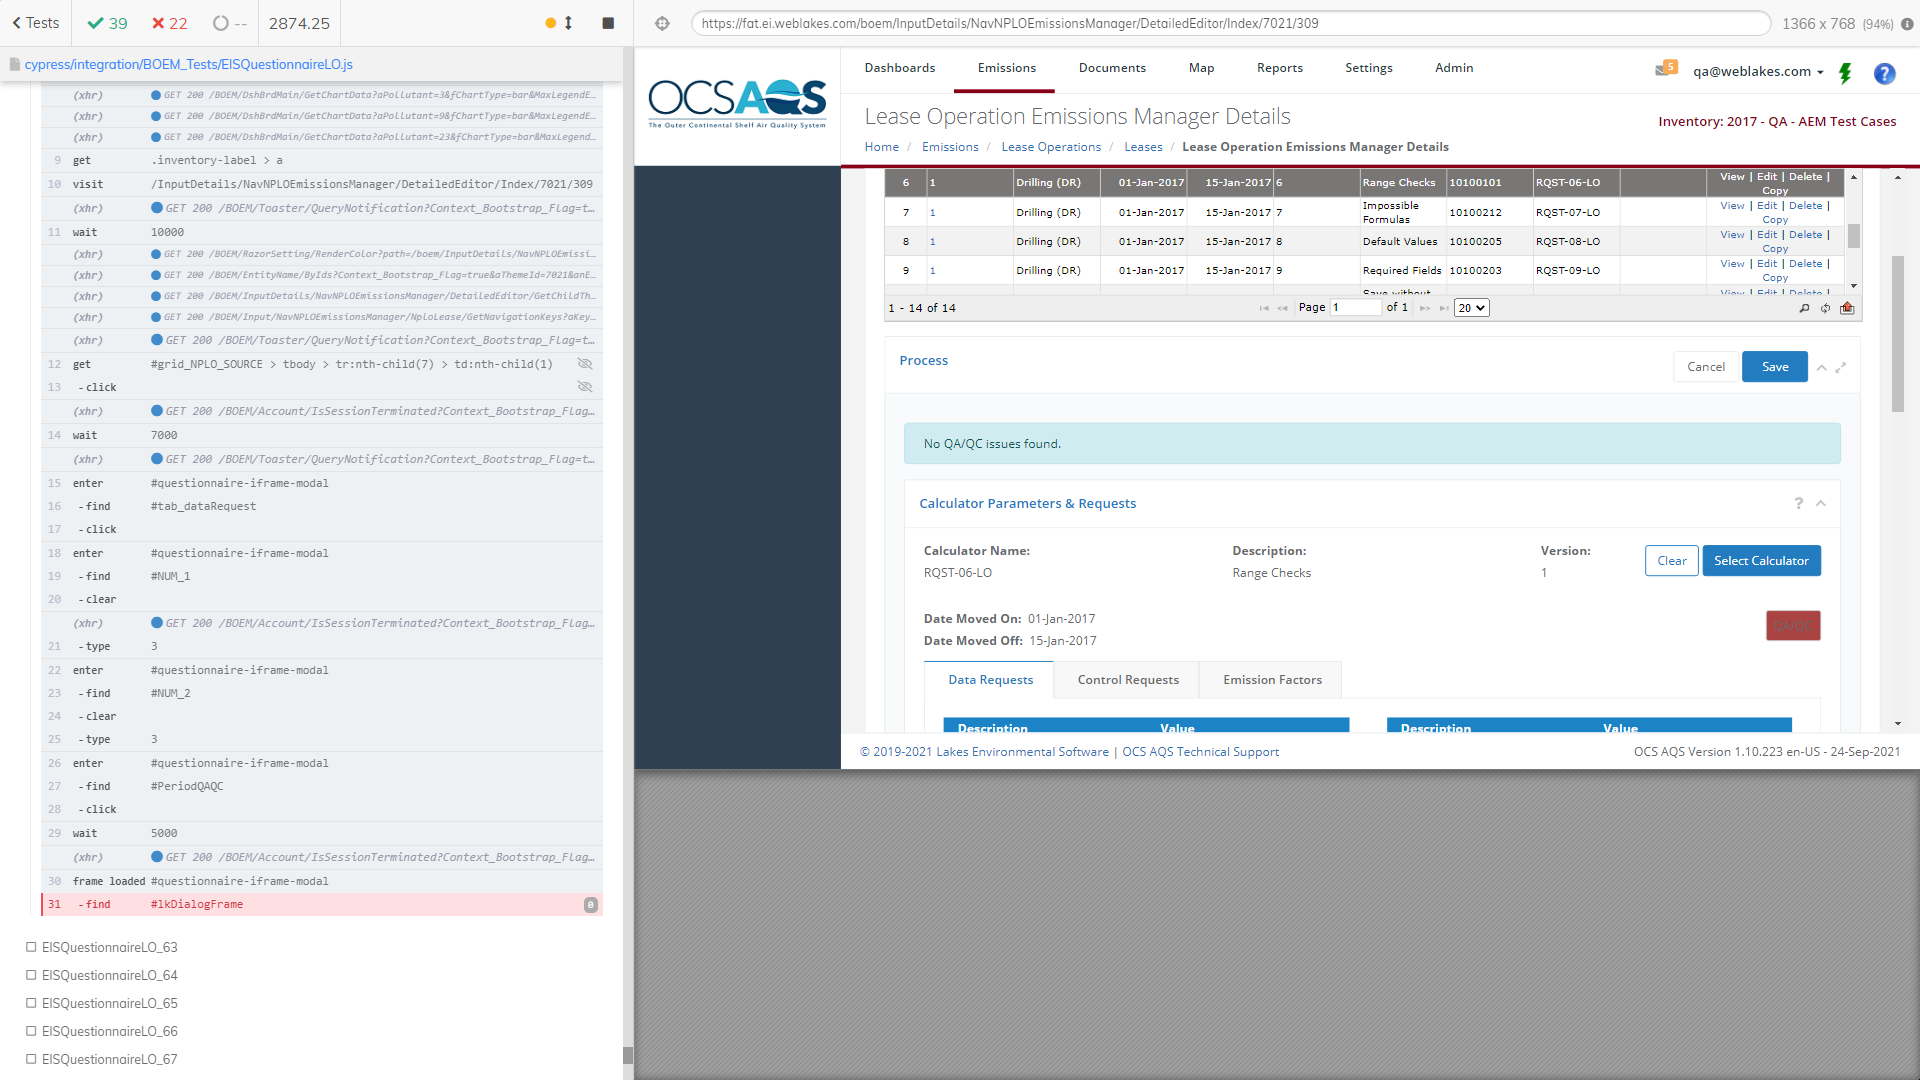 Tests
39
22
--
2874.25
cypress/integration/BOEM_Tests/EISQuestionnaireLO.js
(xhr) GET 200 /BOEM/DshBrdMain/GetChartData?aPollutant=3&fChartType=bar&MaxLegendE...
(xhr) GET 200 /BOEM/DshBrdMain/GetChartData?aPollutant=9&fChartType=bar&MaxLegendE...
(xhr) GET 200 /BOEM/DshBrdMain/GetChartData?aPollutant=23&fChartType=bar&MaxLegend...
9 get .inventory-label > a
10 visit /InputDetails/NavNPLOEmissionsManager/DetailedEditor/Index/7021/309
(xhr) GET 200 /BOEM/Toaster/QueryNotification?Context_Bootstrap_Flag=t...
11 wait 10000
(xhr) GET 200 /BOEM/RazorSetting/RenderColor?path=/boem/InputDetails/NavNPLOEmissi...
(xhr) GET 200 /BOEM/EntityName/ByIds?Context_Bootstrap_Flag=true&aThemeId=7021&anE...
(xhr) GET 200 /BOEM/InputDetails/NavNPLOEmissionsManager/DetailedEditor/GetChildTh...
(xhr) GET 200 /BOEM/Input/NavNPLOEmissionsManager/NploLease/GetNavigationKeys?aKey...
(xhr) GET 200 /BOEM/Toaster/QueryNotification?Context_Bootstrap_Flag=t...
12 get #grid_NPLO_SOURCE > tbody > tr:nth-child(7) > td:nth-child(1)
13 -click
(xhr) GET 200 /BOEM/Account/IsSessionTerminated?Context_Bootstrap_Flag...
14 wait 7000
(xhr) GET 200 /BOEM/Toaster/QueryNotification?Context_Bootstrap_Flag=t...
15 enter #questionnaire-iframe-modal
16 -find #tab_dataRequest
17 -click
18 enter #questionnaire-iframe-modal
19 -find #NUM_1
20 -clear
(xhr) GET 200 /BOEM/Account/IsSessionTerminated?Context_Bootstrap_Flag...
21 -type 3
22 enter #questionnaire-iframe-modal
23 -find #NUM_2
24 -clear
25 -type 3
26 enter #questionnaire-iframe-modal
27 -find #PeriodQAQC
28 -click
29 wait 5000
(xhr) GET 200 /BOEM/Account/IsSessionTerminated?Context_Bootstrap_Flag...
30 frame loaded #questionnaire-iframe-modal
31 -find #lkDialogFrame 0
EISQuestionnaireLO_63
EISQuestionnaireLO_64
EISQuestionnaireLO_65
EISQuestionnaireLO_66
EISQuestionnaireLO_67
https://fat.ei.weblakes.com/boem/InputDetails/NavNPLOEmissionsManager/DetailedEditor/Index/7021/309
1366 x 768 (94%)
OCSAQS
The Outer Continental Shelf Air Quality System
Dashboards Emissions Documents Map Reports Settings Admin
5 qa@weblakes.com ?
Lease Operation Emissions Manager Details
Inventory: 2017 - QA - AEM Test Cases
Home / Emissions / Lease Operations / Leases / Lease Operation Emissions Manager Details
6 1 Drilling (DR) 01-Jan-2017 15-Jan-2017 6 Range Checks 10100101 RQST-06-LO View | Edit | Delete | Copy
7 1 Drilling (DR) 01-Jan-2017 15-Jan-2017 7 Impossible Formulas 10100212 RQST-07-LO View | Edit | Delete | Copy
8 1 Drilling (DR) 01-Jan-2017 15-Jan-2017 8 Default Values 10100205 RQST-08-LO View | Edit | Delete | Copy
9 1 Drilling (DR) 01-Jan-2017 15-Jan-2017 9 Required Fields 10100203 RQST-09-LO View | Edit | Delete | Copy
Save without View | Edit | Delete |
1 - 14 of 14 Page 1 of 1 20
Process
Cancel Save
No QA/QC issues found.
Calculator Parameters & Requests ?
Calculator Name: Description: Version:
RQST-06-LO Range Checks 1
Clear Select Calculator
Date Moved On: 01-Jan-2017
Date Moved Off: 15-Jan-2017
QA/QC
Data Requests Control Requests Emission Factors
Description Value Description Value
© 2019-2021 Lakes Environmental Software | OCS AQS Technical Support
OCS AQS Version 1.10.223 en-US - 24-Sep-2021